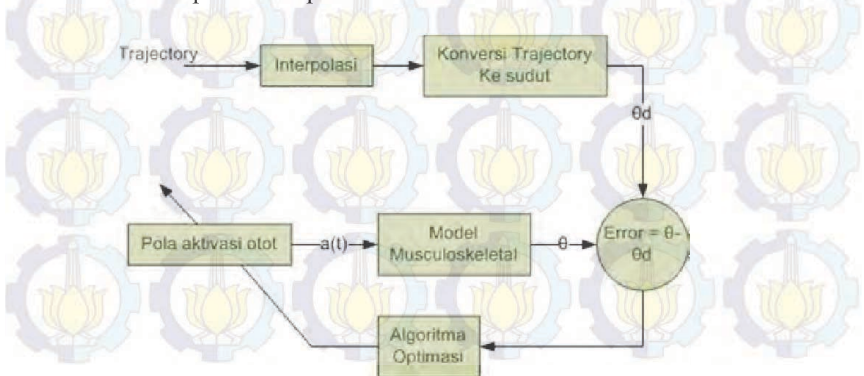 Trajectory
Interpolasi
Konversi Trajectory
Ke sudut
θd
Pola aktivasi otot
a(t)
Model
Musculoskeletal
θ
Error = θ-
θd
Algoritma
Optimasi